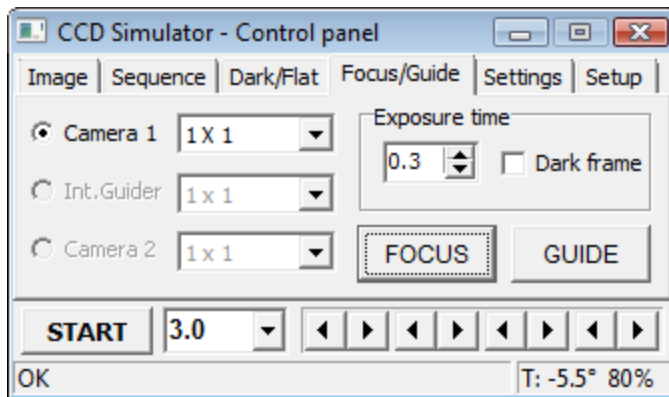 CCD Simulator - Control panel
Image Sequence Dark/Flat Focus/Guide Settings Setup
Exposure time
Camera 1 1 X 1
0.3 Dark frame
Int.Guider 1 x 1
Camera 2 1 x 1 FOCUS GUIDE
START 3.0
OK T: -5.5° 80%